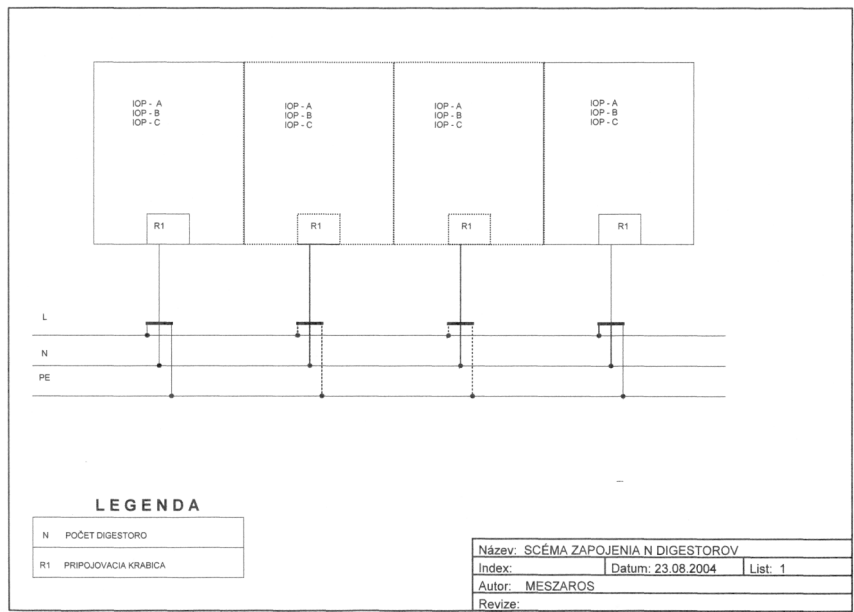 IOP - A
IOP - B
IOP - C
IOP - A
IOP - B
IOP - C
IOP - A
IOP - B
IOP - C
IOP - A
IOP - B
IOP - C
R1
R1
R1
R1
L
N
PE
LEGENDA
N POČET DIGESTORO
R1 PRIPOJOVACIA KRABICA
Název: SCÉMA ZAPOJENIA N DIGESTOROV
Index: Datum: 23.08.2004 List: 1
Autor: MESZAROS
Revize: